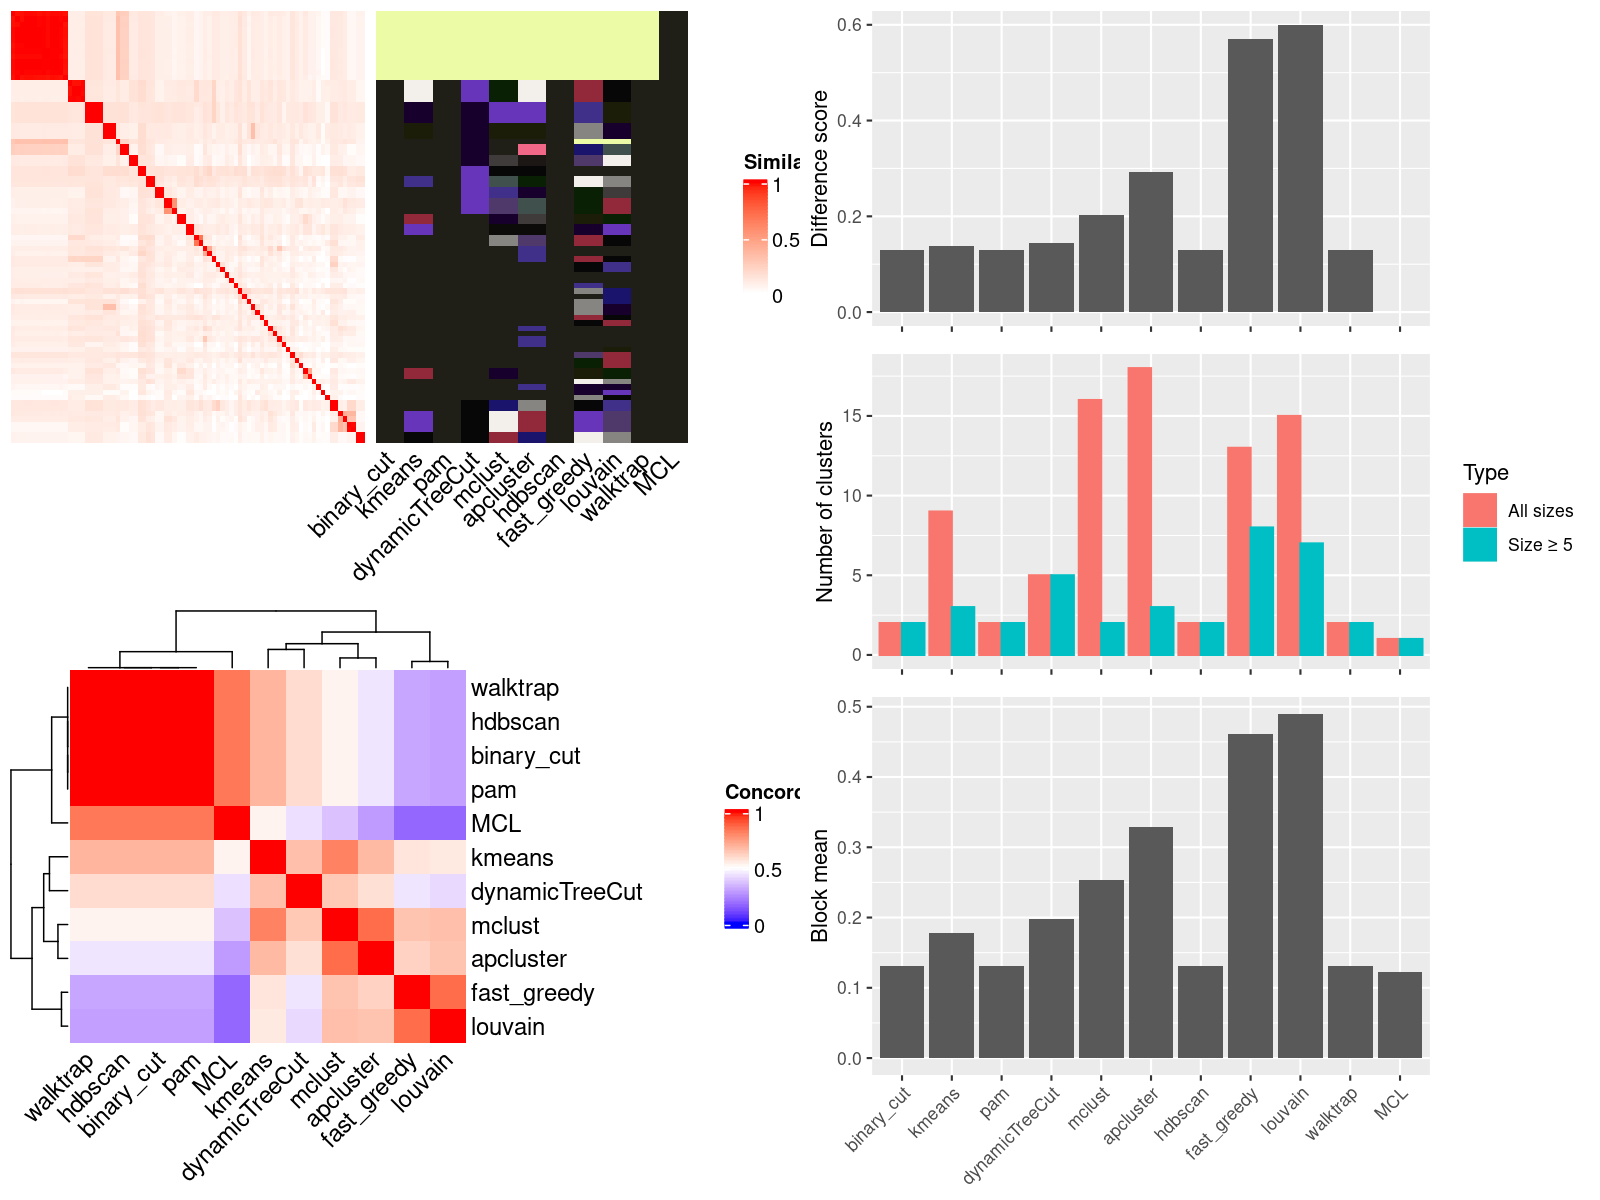 Simila
1
0.5
0
binary_cut
kmeans
pam
dynamicTreeCut
mclust
apcluster
hdbscan
fast_greedy
louvain
walktrap
MCL
walktrap
hdbscan
binary_cut
pam
MCL
kmeans
dynamicTreeCut
mclust
apcluster
fast_greedy
louvain
walktrap
hdbscan
binary_cut
pam
MCL
kmeans
dynamicTreeCut
mclust
apcluster
fast_greedy
louvain
Concord
1
0.5
0
Difference score
0.6
0.4
0.2
0.0
Number of clusters
15
10
5
0
Type
All sizes
Size ≥ 5
Block mean
0.5
0.4
0.3
0.2
0.1
0.0
binary_cut
kmeans
pam
dynamicTreeCut
mclust
apcluster
hdbscan
fast_greedy
louvain
walktrap
MCL